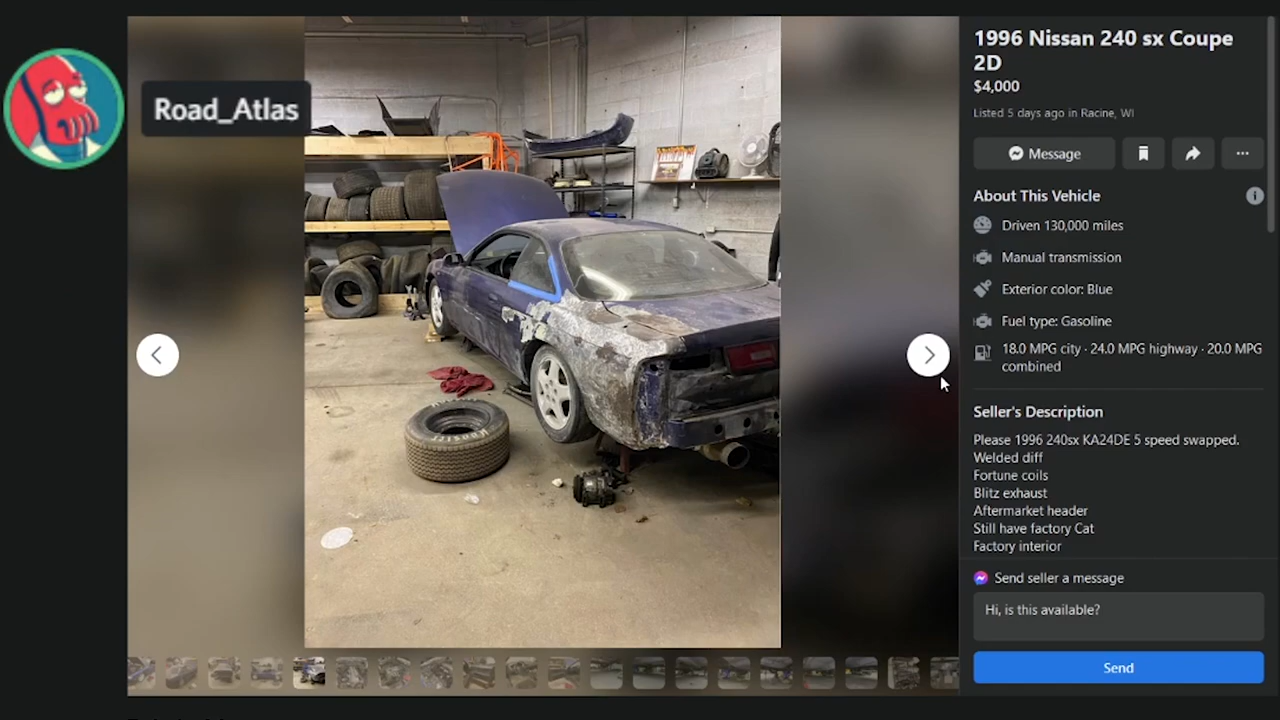 Road_Atlas
1996 Nissan 240 sx Coupe
2D
$4,000
Listed 5 days ago in Racine, WI
Message
About This Vehicle
Driven 130,000 miles
Manual transmission
Exterior color: Blue
Fuel type: Gasoline
18.0 MPG city · 24.0 MPG highway · 20.0 MPG
combined
Seller's Description
Please 1996 240sx KA24DE 5 speed swapped.
Welded diff
Fortune coils
Blitz exhaust
Aftermarket header
Still have factory Cat
Factory interior
Send seller a message
Hi, is this available?
Send